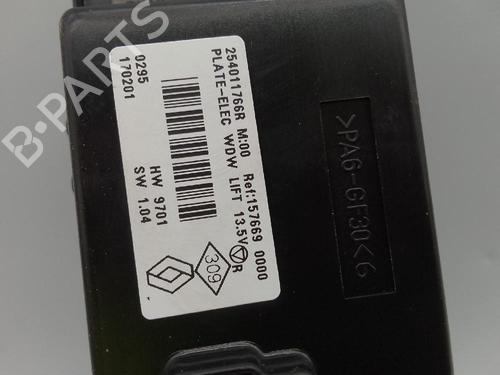 254011766R M:00 Ref:157669 0000
PLATE-ELEC WDW LIFT 13.5V R
0295
170201
HW 9701
SW 1.04
309
>PA6-GF30<6
B-PARTS